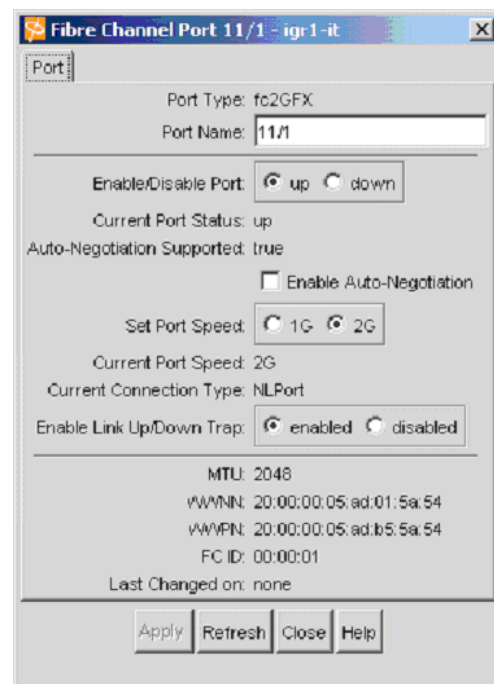 Fibre Channel Port 11/1 - igr1-it
Port
Port Type: fc2GFX
Port Name: 11/1
Enable/Disable Port: up down
Current Port Status: up
Auto-Negotiation Supported: true
Enable Auto-Negotiation
Set Port Speed: 1G 2G
Current Port Speed: 2G
Current Connection Type: NLPort
Enable Link Up/Down Trap: enabled disabled
MTU: 2048
WWNN: 20:00:00:05:ad:01:5a:54
WWPN: 20:00:00:05:ad:b5:5a:54
FC ID: 00:00:01
Last Changed on: none
Apply Refresh Close Help